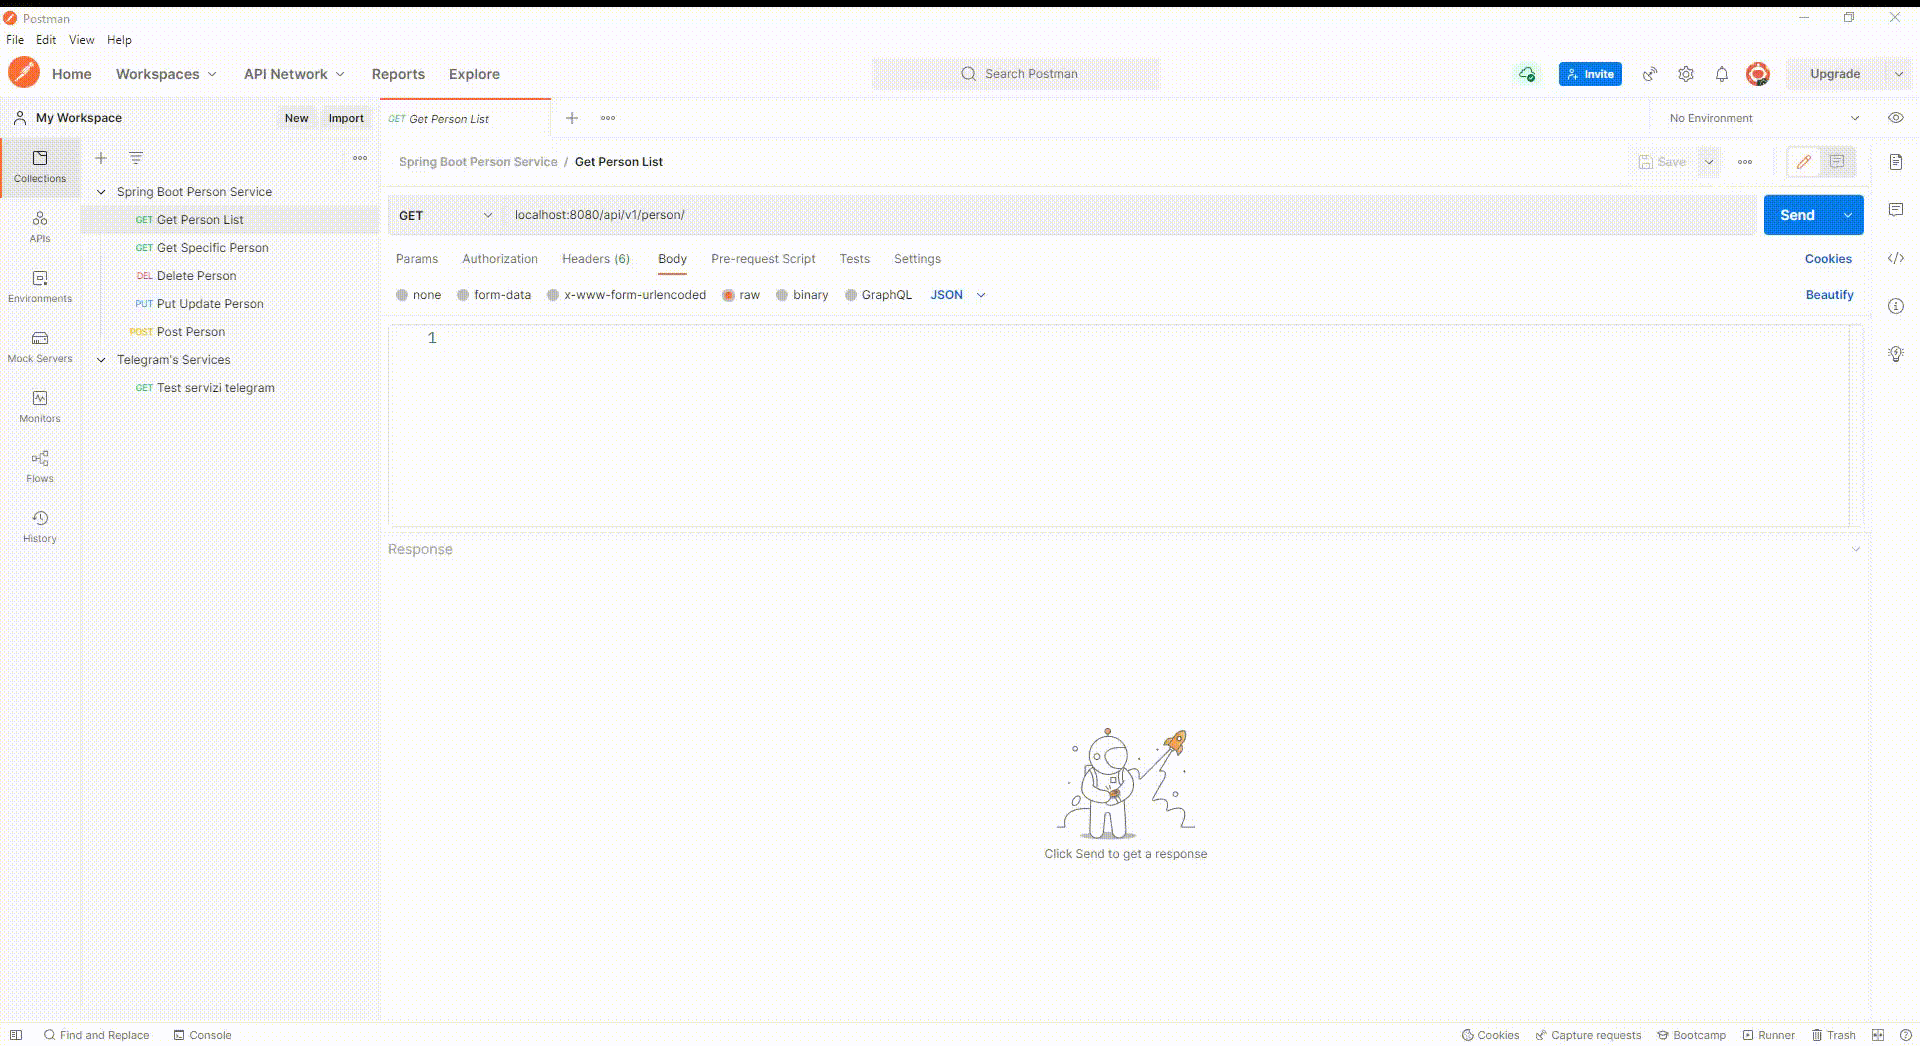 Postman
File Edit View Help
Home Workspaces API Network Reports Explore Search Postman Invite Upgrade
My Workspace New Import GET Get Person List No Environment
Spring Boot Person Service / Get Person List Save
Collections
APIs
Environments
Mock Servers
Monitors
Flows
History
Spring Boot Person Service
GET Get Person List
GET Get Specific Person
DEL Delete Person
PUT Put Update Person
POST Post Person
Telegram's Services
GET Test servizi telegram
GET localhost:8080/api/v1/person/ Send
Params Authorization Headers (6) Body Pre-request Script Tests Settings Cookies
none form-data x-www-form-urlencoded raw binary GraphQL JSON Beautify
1
Response
Click Send to get a response
Find and Replace Console Cookies Capture requests Bootcamp Runner Trash